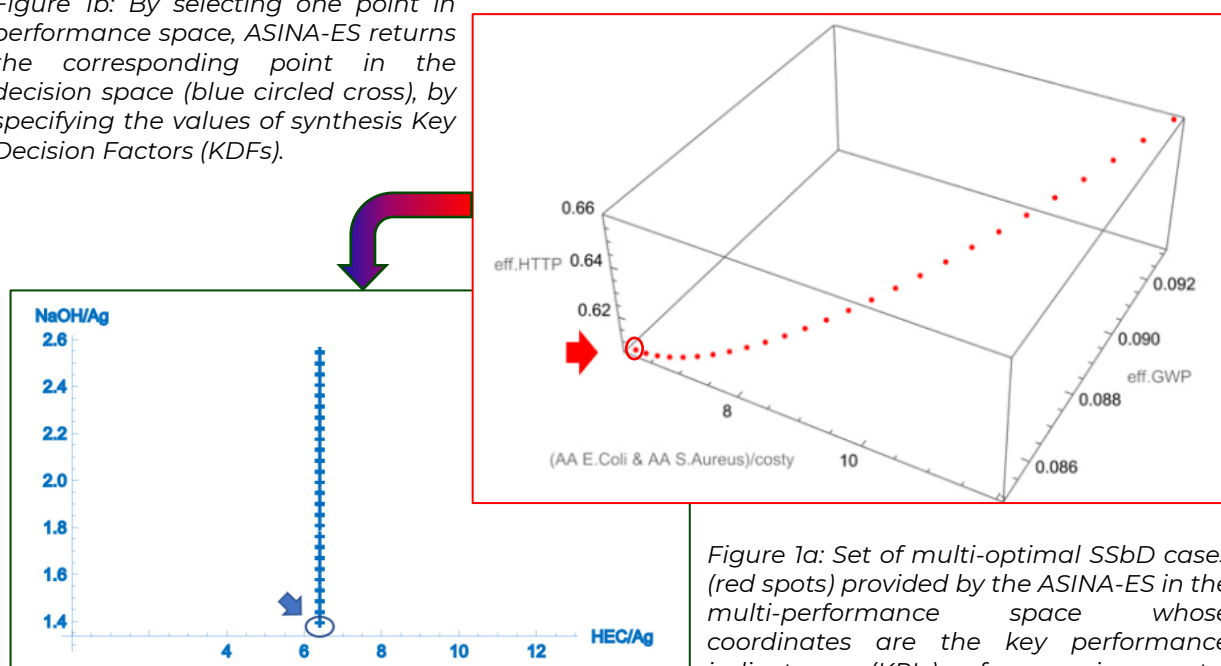 Figure 1b: By selecting one point in
performance space, ASINA-ES returns
the corresponding point in the
decision space (blue circled cross), by
specifying the values of synthesis Key
Decision Factors (KDFs).
0.66
eff.HTTP 0.64
0.62
0.092
0.090
eff.GWP
0.088
0.086
8
10
(AA E.Coli & AA S.Aureus)/costy
NaOH/Ag
2.6
2.4
2.2
2.0
1.8
1.6
1.4
4 6 8 10 12
HEC/Ag
Figure 1a: Set of multi-optimal SSbD cases
(red spots) provided by the ASINA-ES in the
multi-performance space whose
coordinates are the key performance